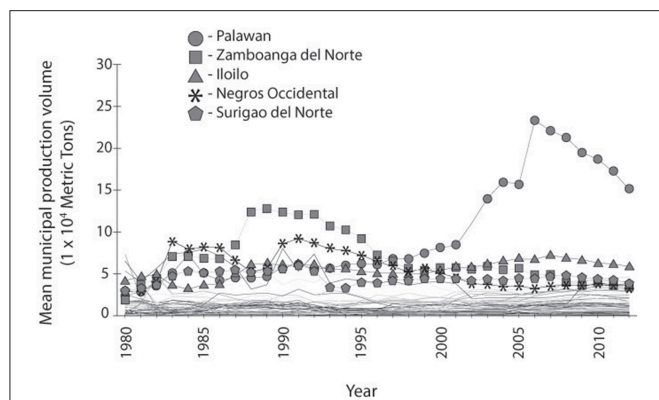 - Palawan
- Zamboanga del Norte
- Iloilo
- Negros Occidental
- Surigao del Norte
Mean municipal production volume
(1 x 10⁴ Metric Tons)
30
25
20
15
10
5
0
1980
1985
1990
1995
2000
2005
2010
Year